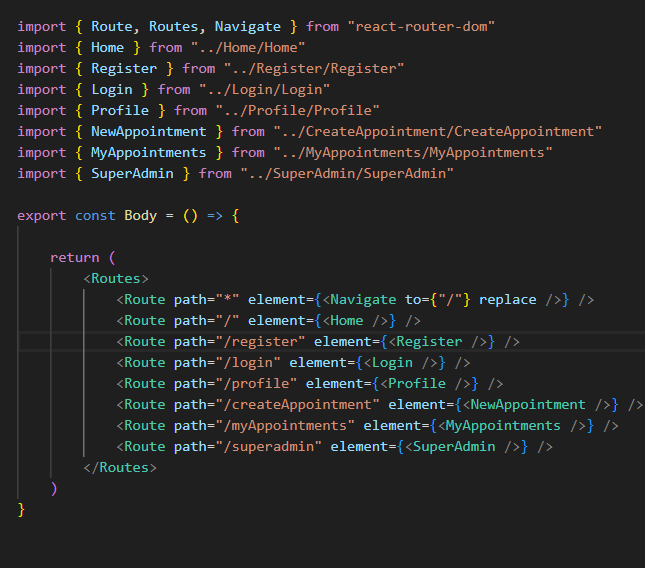 import { Route, Routes, Navigate } from "react-router-dom"
import { Home } from "../Home/Home"
import { Register } from "../Register/Register"
import { Login } from "../Login/Login"
import { Profile } from "../Profile/Profile"
import { NewAppointment } from "../CreateAppointment/CreateAppointment"
import { MyAppointments } from "../MyAppointments/MyAppointments"
import { SuperAdmin } from "../SuperAdmin/SuperAdmin"

export const Body = () => {

    return (
        <Routes>
            <Route path="*" element={<Navigate to={"/"} replace />} />
            <Route path="/" element={<Home />} />
            <Route path="/register" element={<Register />} />
            <Route path="/login" element={<Login />} />
            <Route path="/profile" element={<Profile />} />
            <Route path="/createAppointment" element={<NewAppointment />} />
            <Route path="/myAppointments" element={<MyAppointments />} />
            <Route path="/superadmin" element={<SuperAdmin />} />
        </Routes>
    )
}